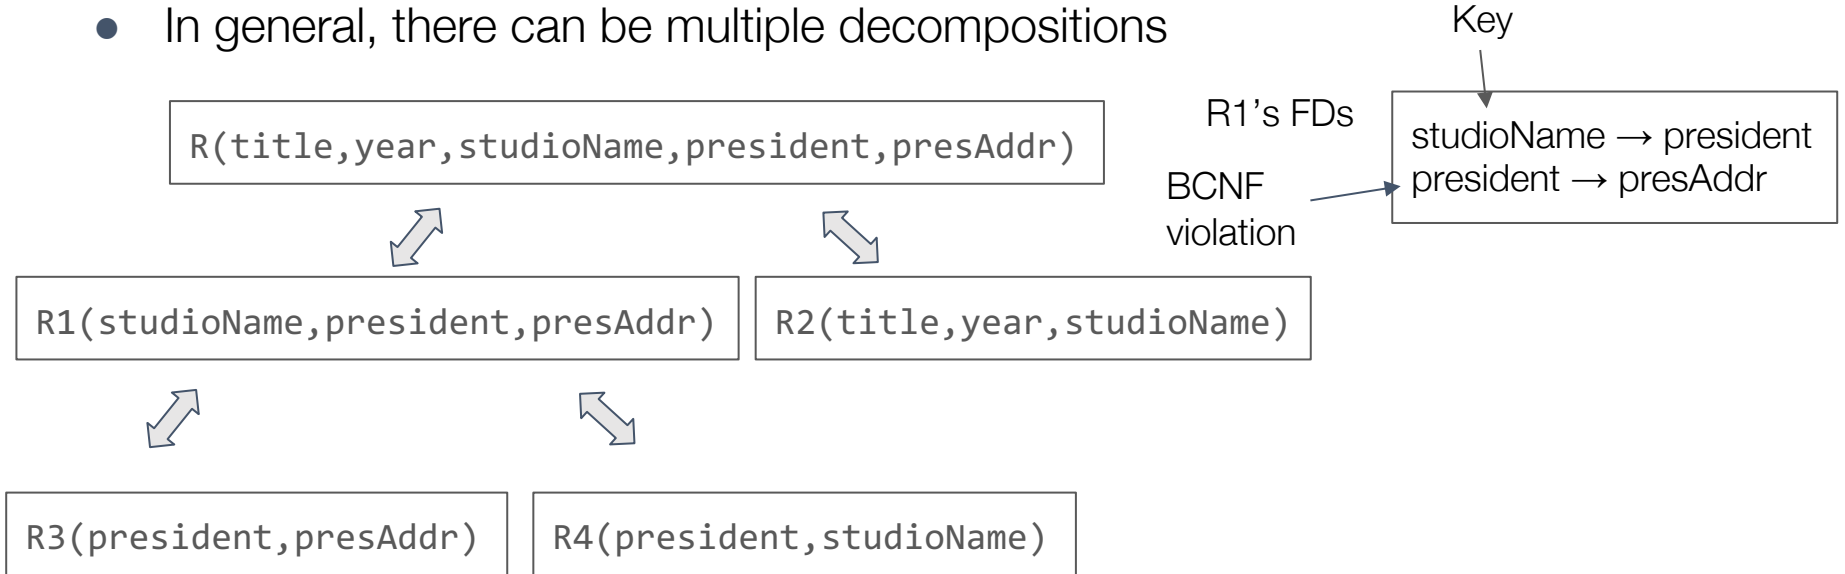 ● In general, there can be multiple decompositions
Key
R(title,year,studioName,president,presAddr)
R1’s FDs
studioName → president
president → presAddr
BCNF
violation
R1(studioName,president,presAddr)
R2(title,year,studioName)
R3(president,presAddr)
R4(president,studioName)